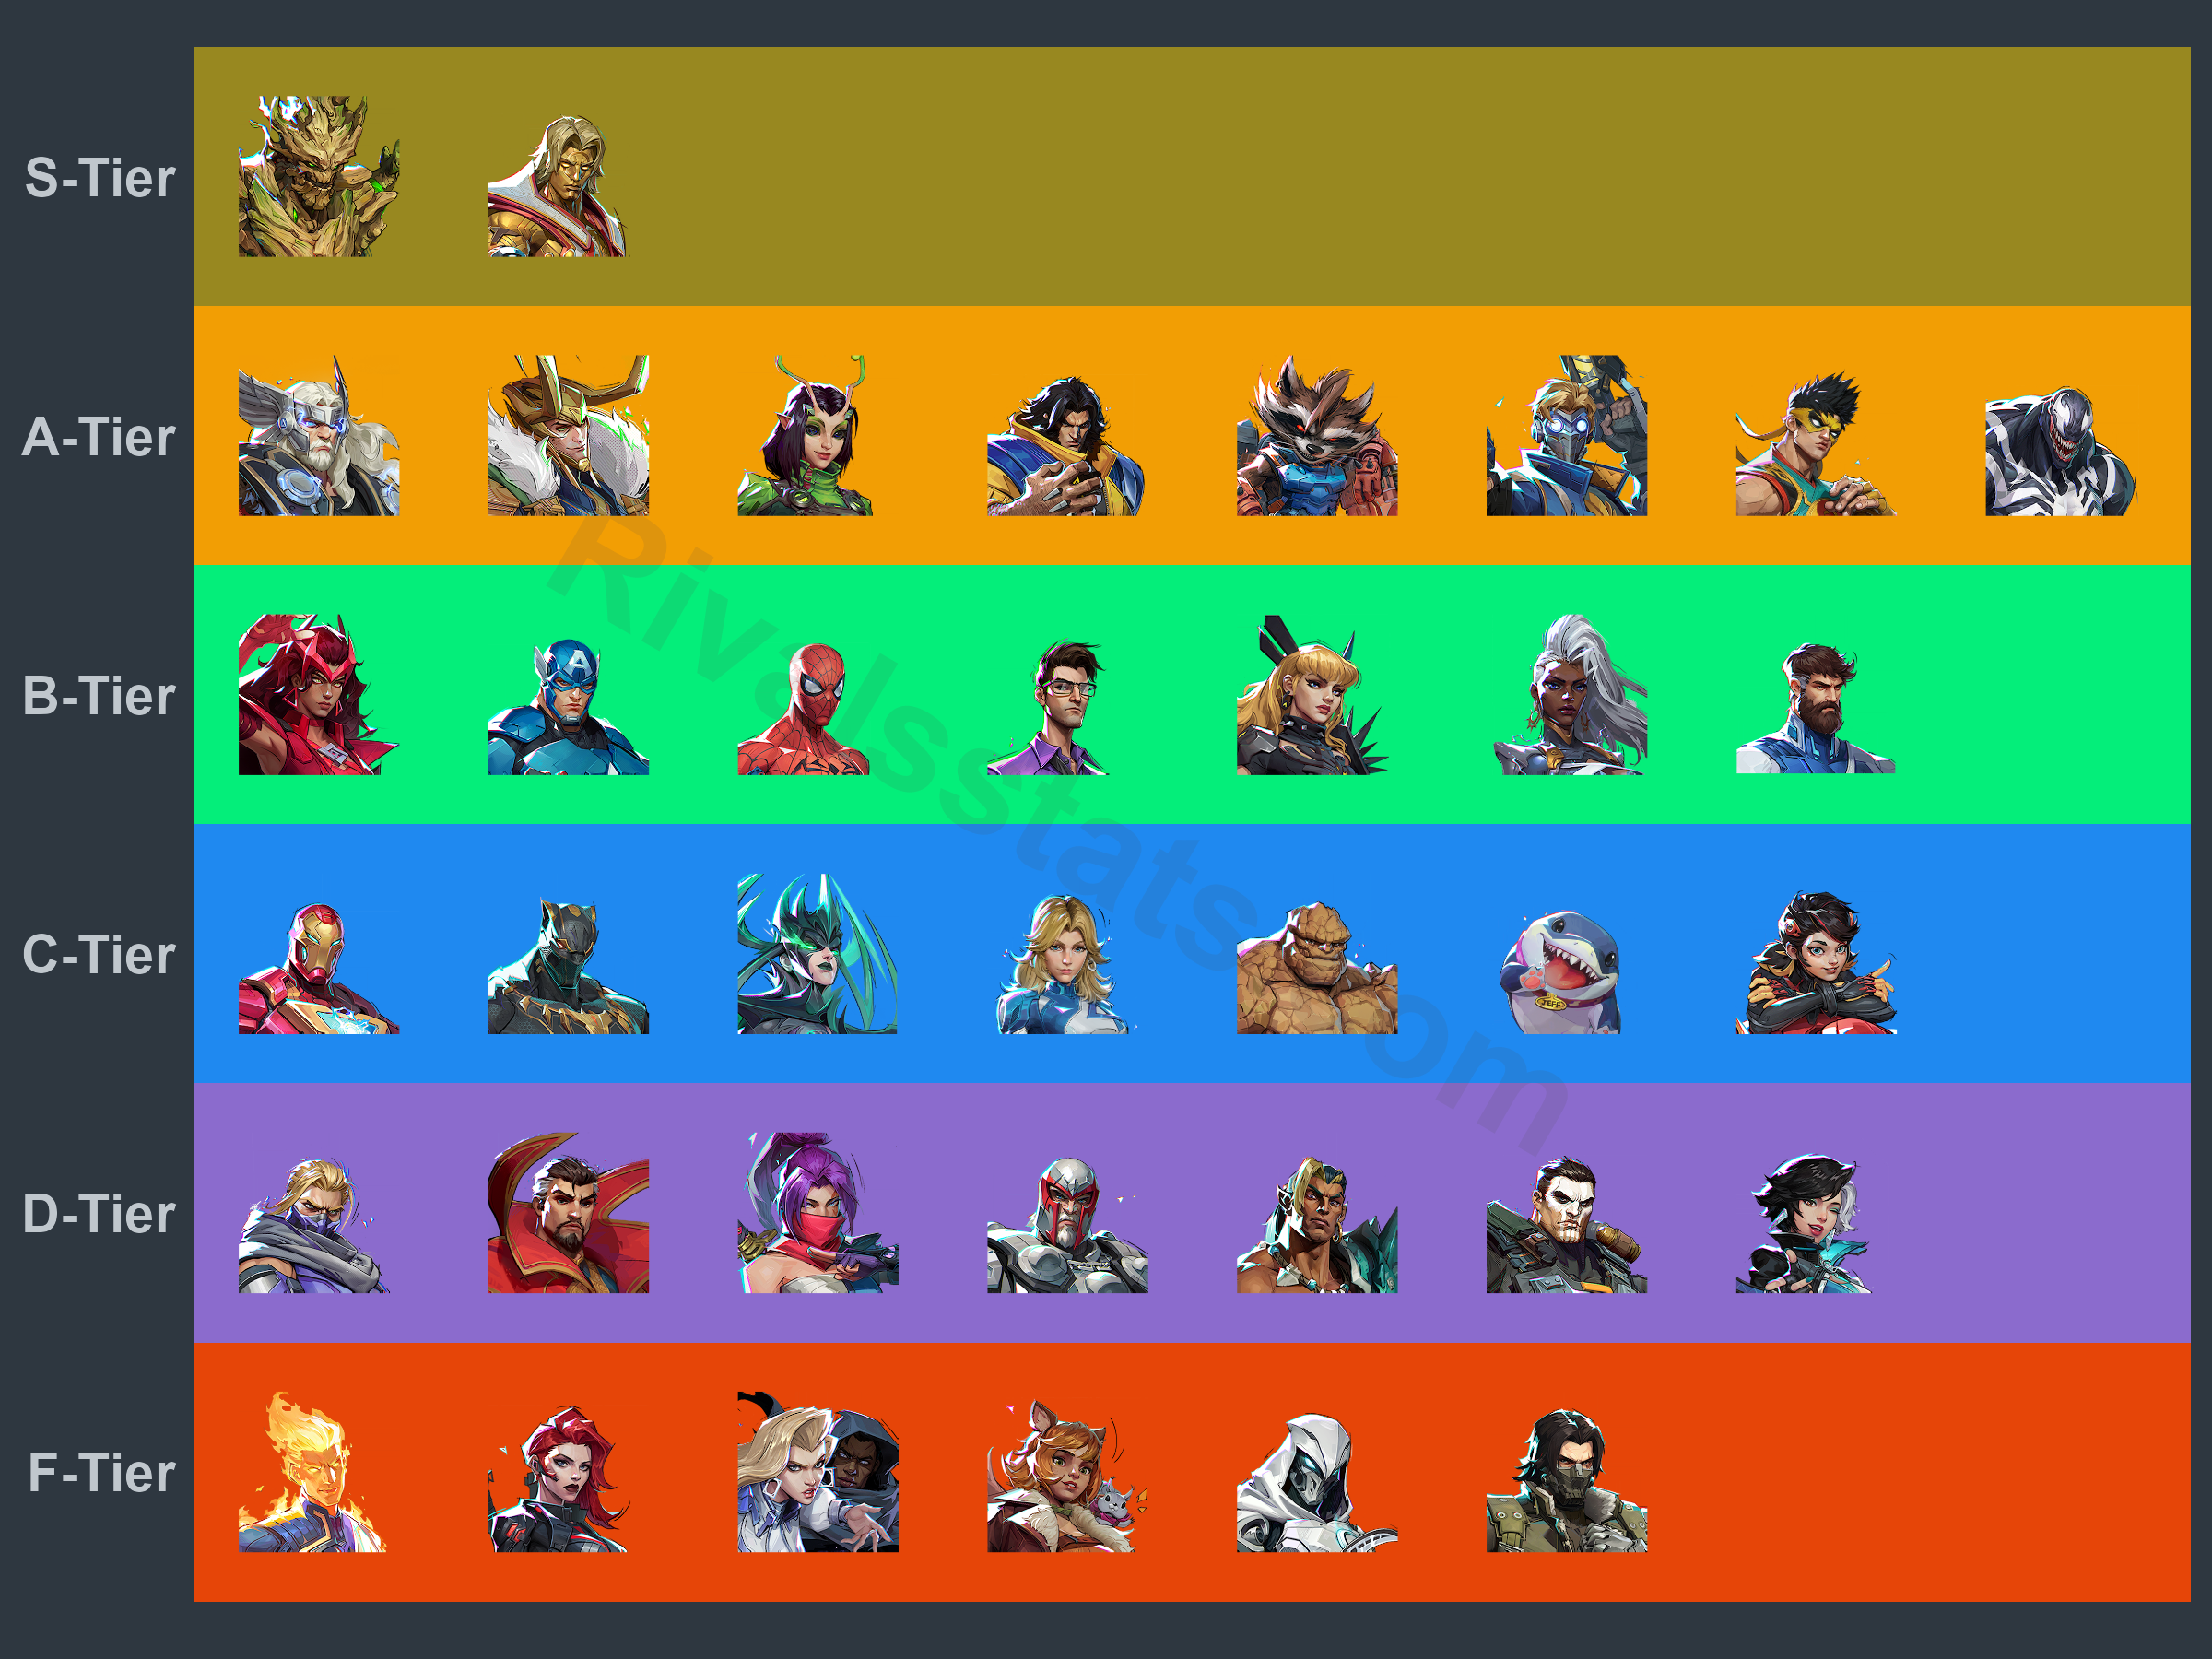 S-Tier
A-Tier
B-Tier
C-Tier
D-Tier
F-Tier
Rivalsstats.com
A
JEFF